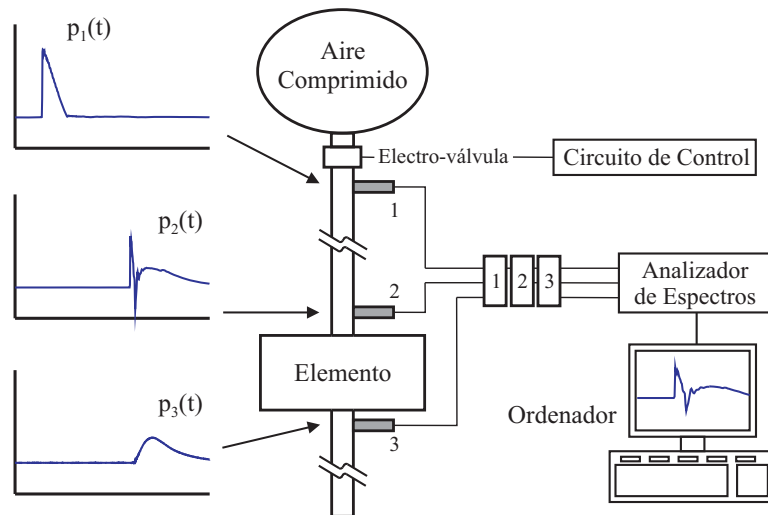 p1(t)
Aire
Comprimido
Electro-válvula
Circuito de Control
1
p2(t)
2
1 2 3
Analizador
de Espectros
Elemento
p3(t)
3
Ordenador